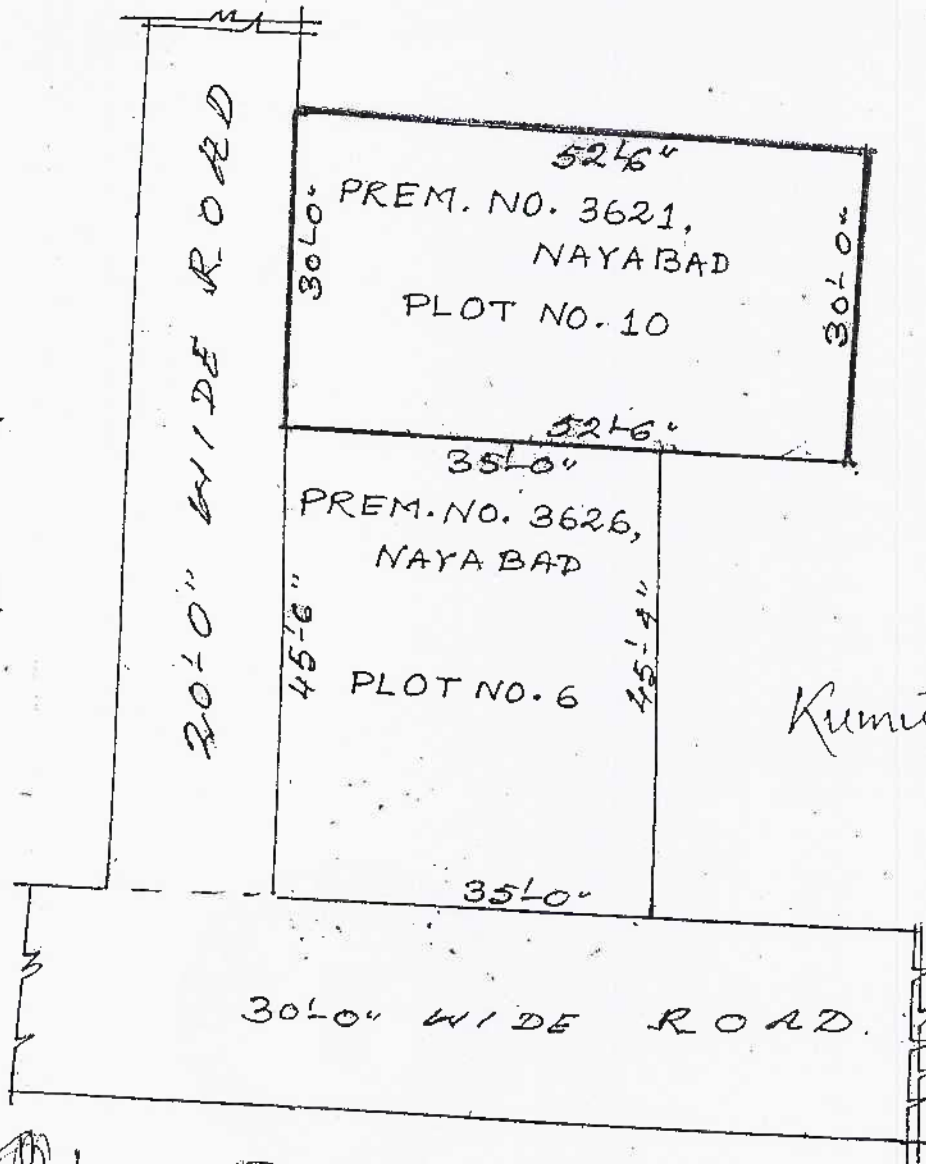 20'-0" WIDE ROAD
52'-6"
30'-0"
PREM. NO. 3621,
NAYABAD
PLOT NO. 10
30'-0"
52'-6"
35'-0"
PREM. NO. 3626,
NAYABAD
45'-6"
PLOT NO. 6
45'-4"
35'-0"
30'-0" WIDE ROAD.